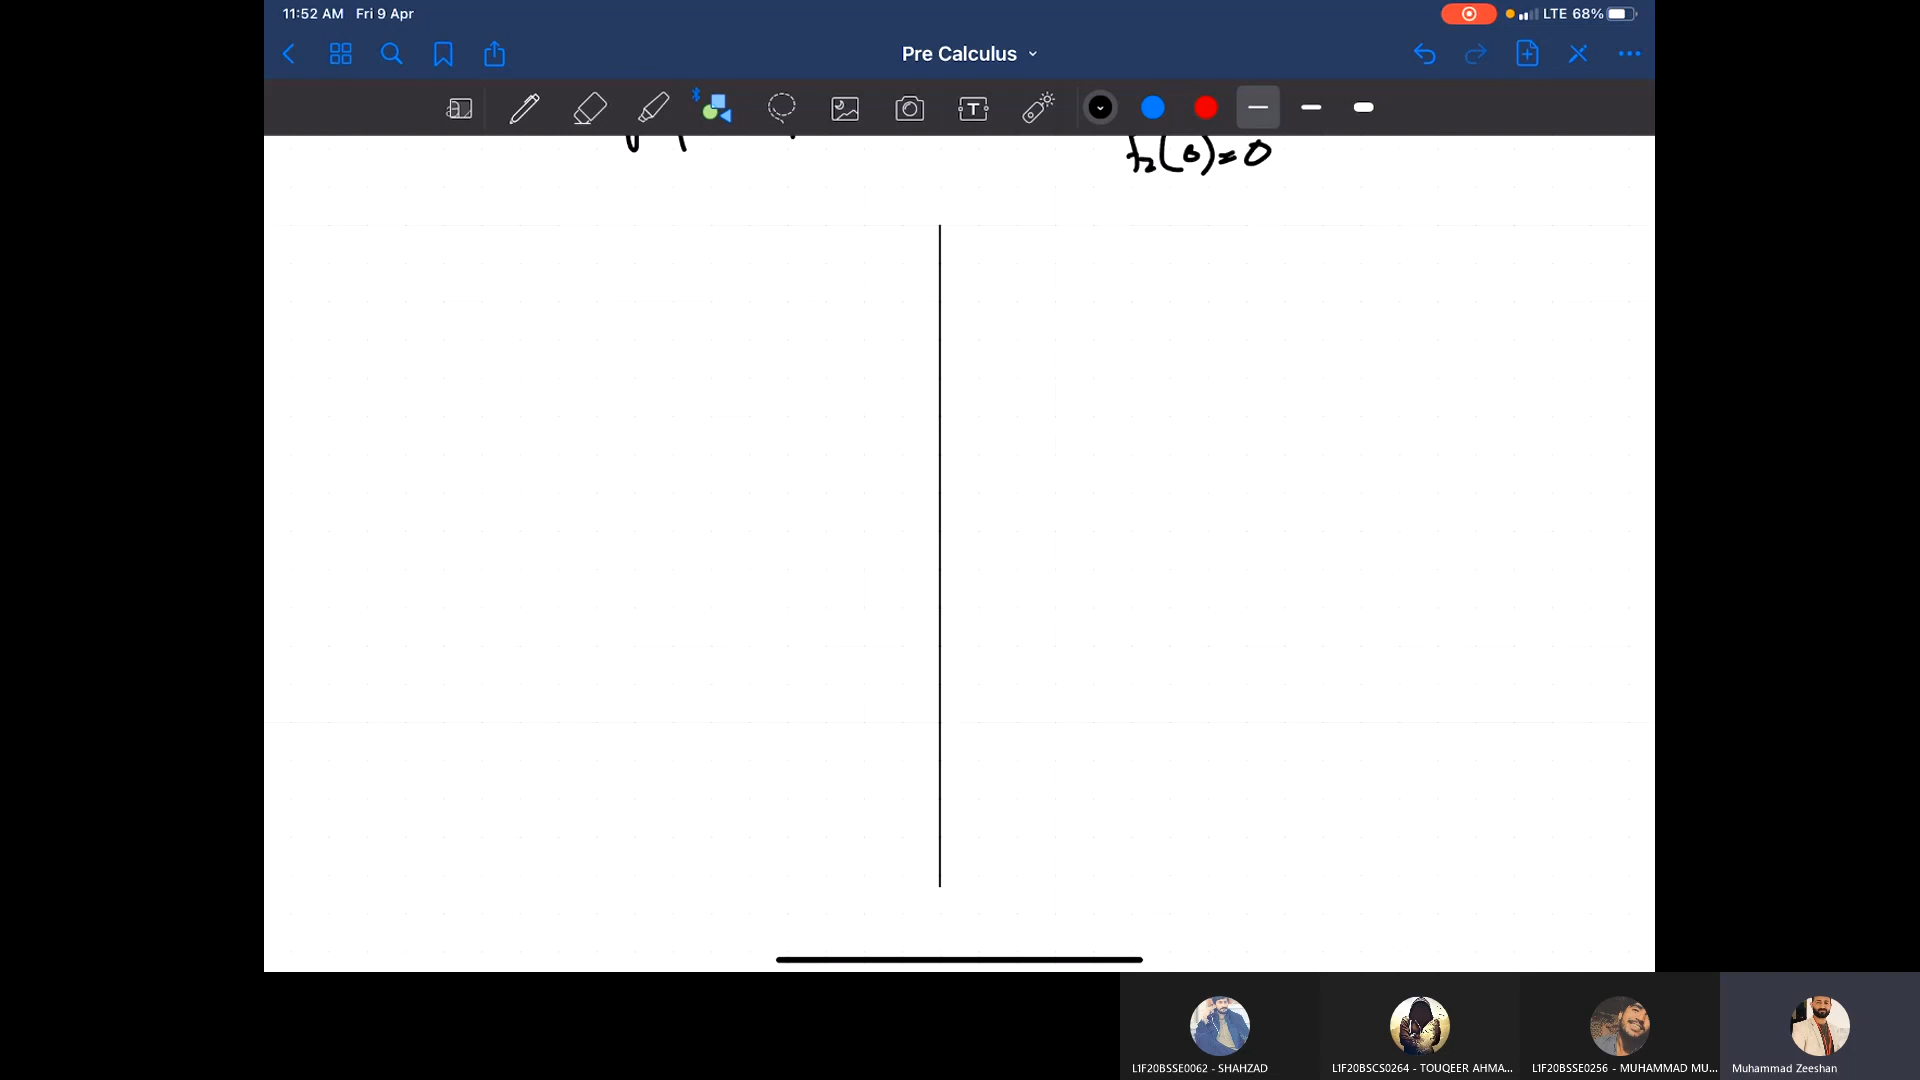 11:52 AM Fri 9 Apr
LTE 68%
Pre Calculus
T
f₂(0)=0
L1F20BSSE0062 - SHAHZAD
L1F20BSCS0264 - TOUQEER AHMA...
L1F20BSSE0256 - MUHAMMAD MU...
Muhammad Zeeshan